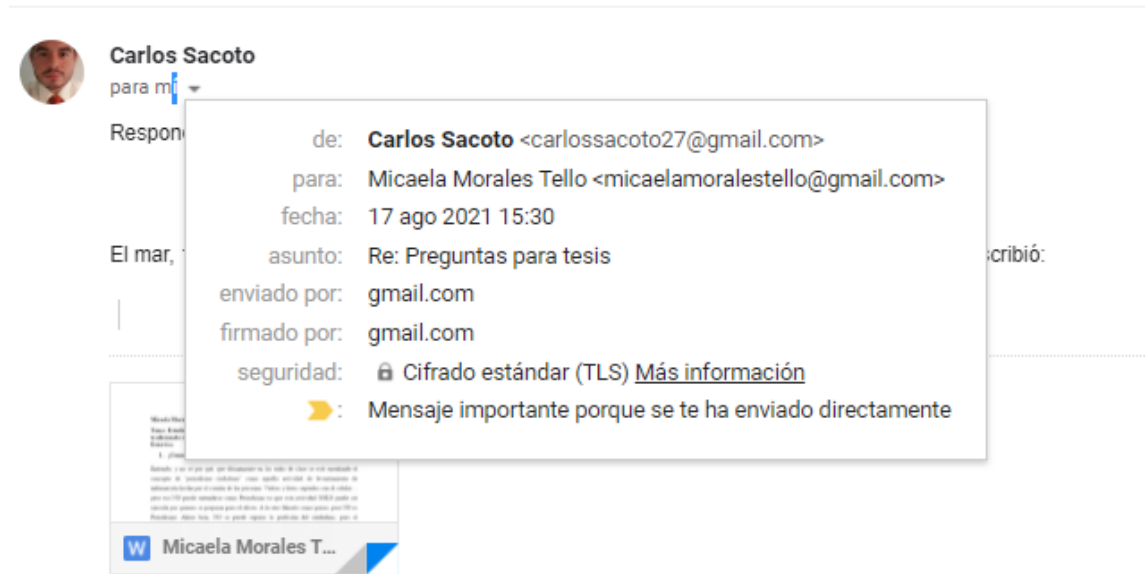 Carlos Sacoto
para mí
Respon
de: Carlos Sacoto <carlossacoto27@gmail.com>
para: Micaela Morales Tello <micaelamoralestello@gmail.com>
fecha: 17 ago 2021 15:30
El mar,
asunto: Re: Preguntas para tesis
cribió:
enviado por: gmail.com
firmado por: gmail.com
seguridad: Cifrado estándar (TLS) Más información
: Mensaje importante porque se te ha enviado directamente
W Micaela Morales T...